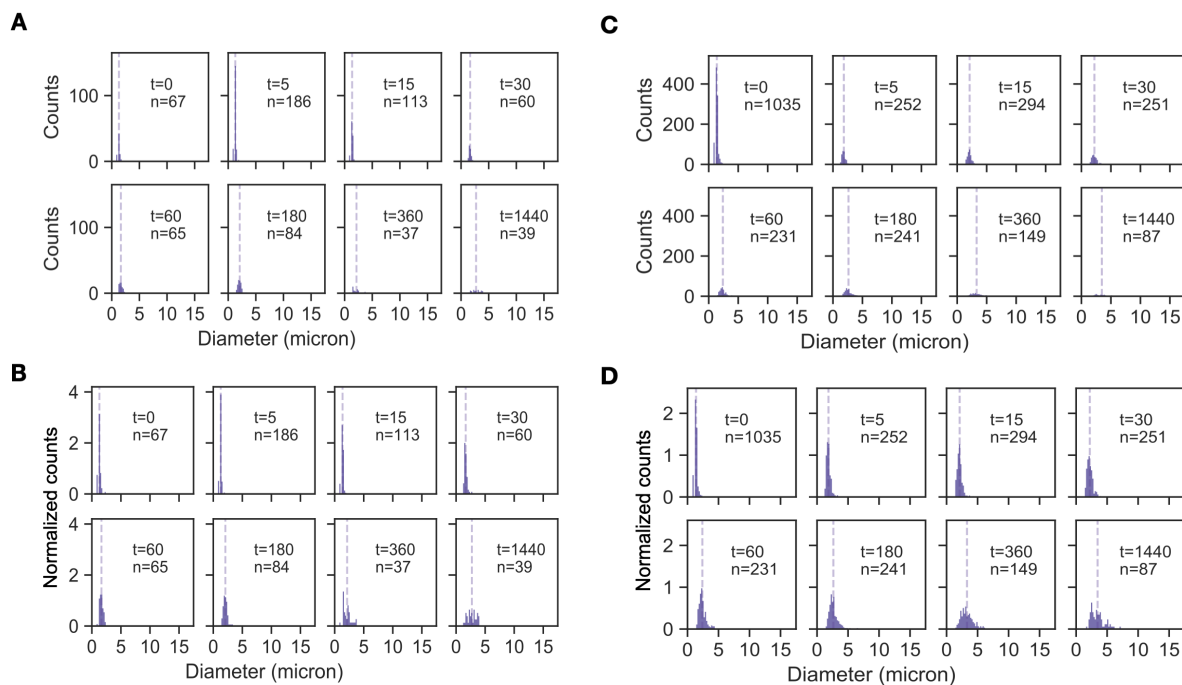 A
Counts
100
0
t=0
n=67
t=5
n=186
t=15
n=113
t=30
n=60
Counts
100
0
t=60
n=65
t=180
n=84
t=360
n=37
t=1440
n=39
0 5 10 15 0 5 10 15 0 5 10 15 0 5 10 15
Diameter (micron)
B
Normalized counts
4
2
0
t=0
n=67
t=5
n=186
t=15
n=113
t=30
n=60
4
2
0
t=60
n=65
t=180
n=84
t=360
n=37
t=1440
n=39
0 5 10 15 0 5 10 15 0 5 10 15 0 5 10 15
Diameter (micron)
C
Counts
400
200
0
t=0
n=1035
t=5
n=252
t=15
n=294
t=30
n=251
Counts
400
200
0
t=60
n=231
t=180
n=241
t=360
n=149
t=1440
n=87
0 5 10 15 0 5 10 15 0 5 10 15 0 5 10 15
Diameter (micron)
D
Normalized counts
2
1
0
t=0
n=1035
t=5
n=252
t=15
n=294
t=30
n=251
2
1
0
t=60
n=231
t=180
n=241
t=360
n=149
t=1440
n=87
0 5 10 15 0 5 10 15 0 5 10 15 0 5 10 15
Diameter (micron)